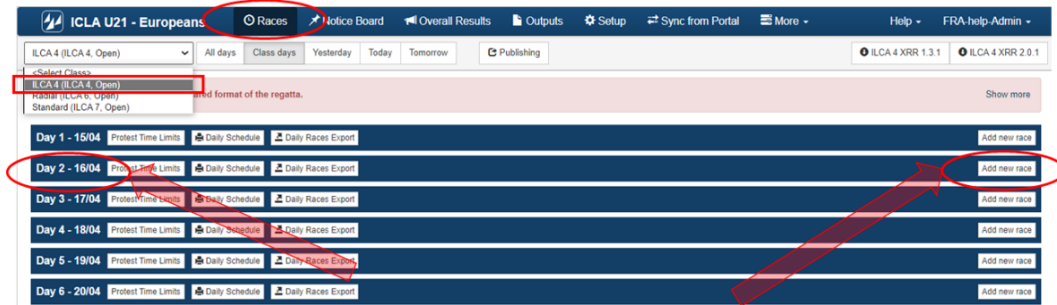 ICLA U21 - Europeans Races Notice Board Overall Results Outputs Setup Sync from Portal More Help FRA-help-Admin
ILCA 4 (ILCA 4, Open) All days Class days Yesterday Today Tomorrow Publishing ILCA 4 XRR 1.3.1 ILCA 4 XRR 2.0.1
<Select Class>
ILCA 4 (ILCA 4, Open)
Radial (ILCA 6, Open) ared format of the regatta. Show more
Standard (ILCA 7, Open)
Day 1 - 15/04 Protest Time Limits Daily Schedule Daily Races Export Add new race
Day 2 - 16/04 Protest Time Limits Daily Schedule Daily Races Export Add new race
Day 3 - 17/04 Protest Time Limits Daily Schedule Daily Races Export Add new race
Day 4 - 18/04 Protest Time Limits Daily Schedule Daily Races Export Add new race
Day 5 - 19/04 Protest Time Limits Daily Schedule Daily Races Export Add new race
Day 6 - 20/04 Protest Time Limits Daily Schedule Daily Races Export Add new race